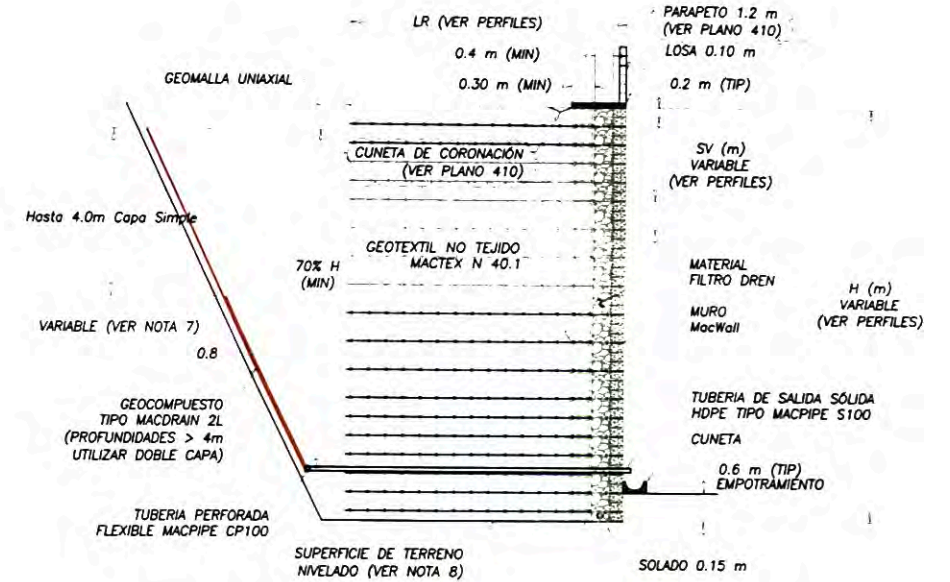 LR (VER PERFILES)
PARAPETO 1.2 m
(VER PLANO 410)
0.4 m (MIN)
LOSA 0.10 m
GEOMALLA UNIAXIAL
0.30 m (MIN)
0.2 m (TIP)
CUNETA DE CORONACIÓN
(VER PLANO 410)
SV (m)
VARIABLE
(VER PERFILES)
Hasta 4.0m Capa Simple
GEOTEXTIL NO TEJIDO
MACTEX N 40.1
70% H
(MIN)
MATERIAL
FILTRO DREN
H (m)
VARIABLE
(VER PERFILES)
MURO
MacWall
VARIABLE (VER NOTA 7)
0.8
GEOCOMPUESTO
TIPO MACDRAIN 2L
(PROFUNDIDADES > 4m
UTILIZAR DOBLE CAPA)
TUBERIA DE SALIDA SÓLIDA
HDPE TIPO MACPIPE S100
CUNETA
0.6 m (TIP)
EMPOTRAMIENTO
TUBERIA PERFORADA
FLEXIBLE MACPIPE CP100
SUPERFICIE DE TERRENO
NIVELADO (VER NOTA 8)
SOLADO 0.15 m